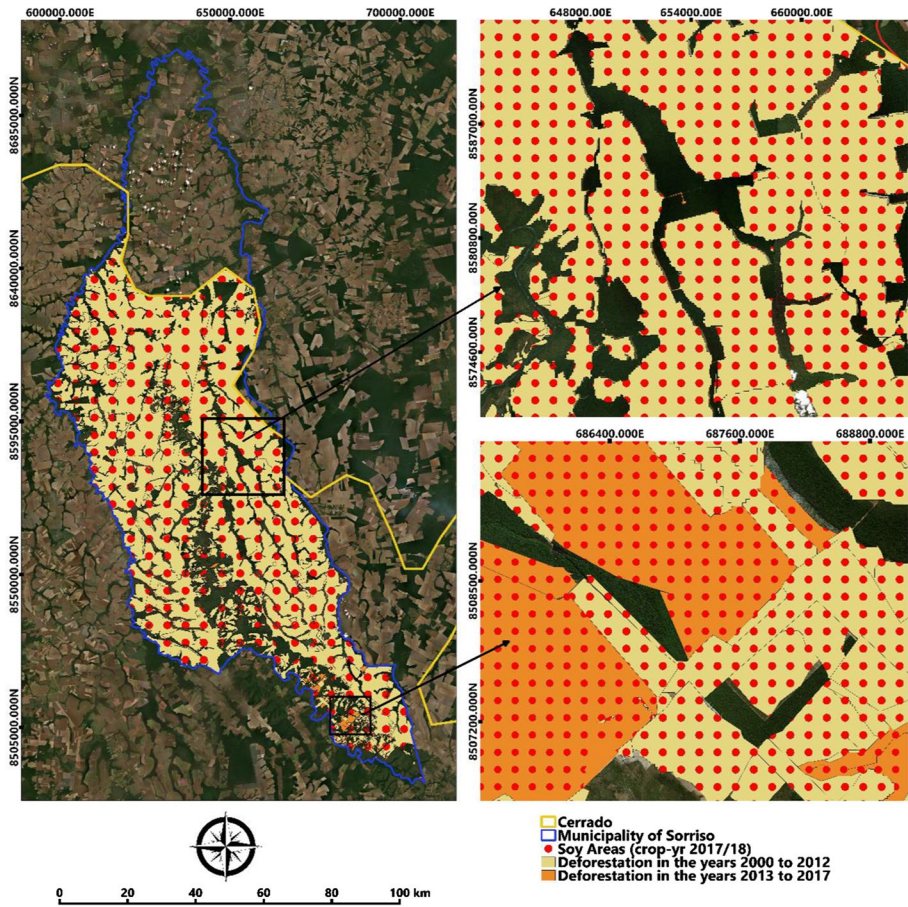 600000.000E 650000.000E 700000.000E
8685000.000N
8640000.000N
8595000.000N
8550000.000N
8505000.000N
648000.000E 654000.000E 660000.000E
8587000.00N
8580800.00N
8574600.00N
686400.000E 687600.000E 688800.000E
8508500.000N
8507200.000N
0 20 40 60 80 100 km
Cerrado
Municipality of Sorriso
Soy Areas (crop-yr 2017/18)
Deforestation in the years 2000 to 2012
Deforestation in the years 2013 to 2017